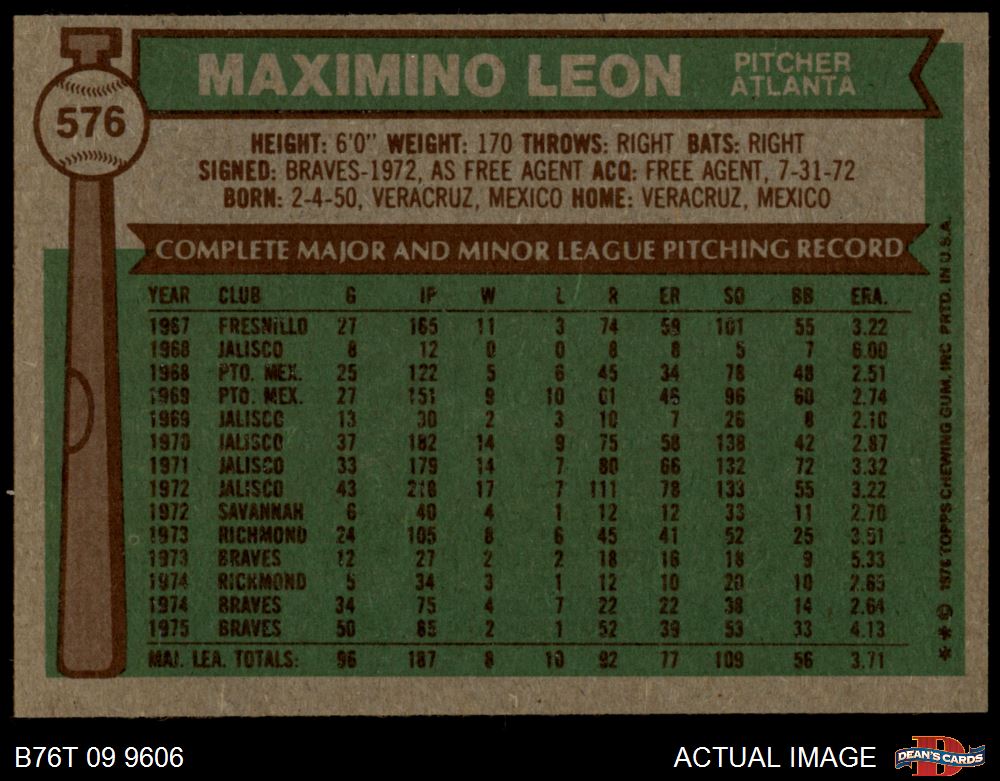 MAXIMINO LEON PITCHER
ATLANTA
576
HEIGHT: 6'0" WEIGHT: 170 THROWS: RIGHT BATS: RIGHT
SIGNED: BRAVES-1972, AS FREE AGENT ACQ: FREE AGENT, 7-31-72
BORN: 2-4-50, VERACRUZ, MEXICO HOME: VERACRUZ, MEXICO
COMPLETE MAJOR AND MINOR LEAGUE PITCHING RECORD
YEAR CLUB G IP W L R ER SO BB ERA.
1967 FRESNILLO 27 165 11 3 74 59 101 55 3.22
1968 JALISCO 8 12 0 0 8 8 5 7 6.00
1968 PTO. MEX. 25 122 5 6 45 34 78 48 2.51
1969 PTO. MEX. 27 151 9 10 61 46 96 60 2.74
1969 JALISCO 13 30 2 3 10 7 26 8 2.10
1970 JALISCO 37 182 14 9 75 58 138 42 2.87
1971 JALISCO 33 179 14 7 80 66 132 72 3.32
1972 JALISCO 43 218 17 7 111 78 133 55 3.22
1972 SAVANNAH 6 40 4 1 12 12 33 11 2.70
1973 RICHMOND 24 105 8 6 45 41 52 25 3.51
1973 BRAVES 12 27 2 2 18 16 18 9 5.33
1974 RICKMOND 5 34 3 1 12 10 20 10 2.65
1974 BRAVES 34 75 4 7 22 22 38 14 2.64
1975 BRAVES 50 85 2 1 52 39 53 33 4.13
MAJ. LEA. TOTALS: 96 187 8 10 92 77 109 56 3.71
* * © 1976 TOPPS CHEWING GUM, INC PRTD. IN U.S.A.
B76T 09 9606
ACTUAL IMAGE
D
DEAN'S CARDS